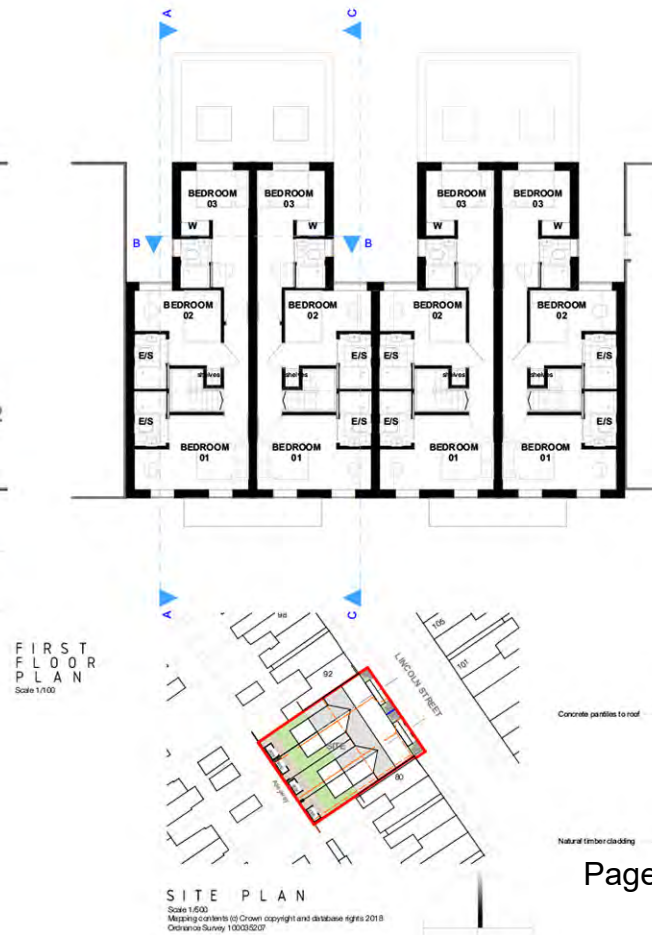 A C
BEDROOM 03 BEDROOM 03 BEDROOM 03 BEDROOM 03
W W W W
B B
BEDROOM 02 BEDROOM 02 BEDROOM 02 BEDROOM 02
E/S E/S E/S E/S
shelves shelves shelves shelves
E/S E/S E/S E/S
BEDROOM 01 BEDROOM 01 BEDROOM 01 BEDROOM 01
A C
FIRST
FLOOR
PLAN
Scale 1/100
98
105
101
92
LINCOLN STREET
SITE
80
Alleyway
Concrete pantiles to roof
Natural timber cladding
Page
SITE PLAN
Scale 1/500
Mapping contents (c) Crown copyright and database rights 2018
Ordnance Survey 100035207